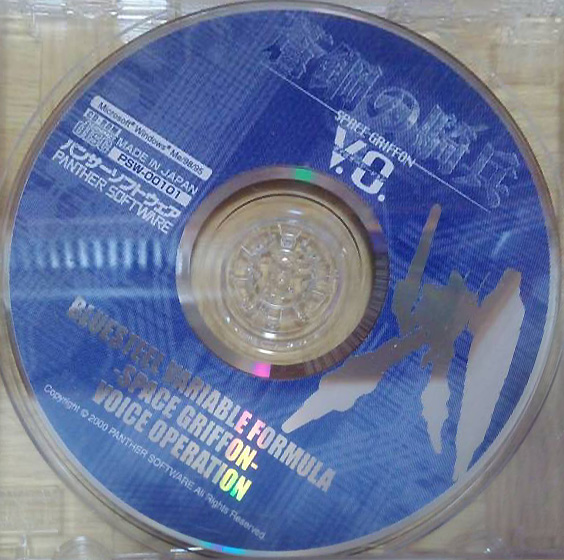 蒼鋼の騎兵
SPACE GRIFFON
V.O.
Microsoft® Windows® Me/98/95
MADE IN JAPAN
PSW-00101
パンサーソフトウェア
PANTHER SOFTWARE
BLUESTEEL VARIABLE FORMULA
-SPACE GRIFFON-
VOICE OPERATION
Copyright © 2000 PANTHER SOFTWARE All Rights Reserved.